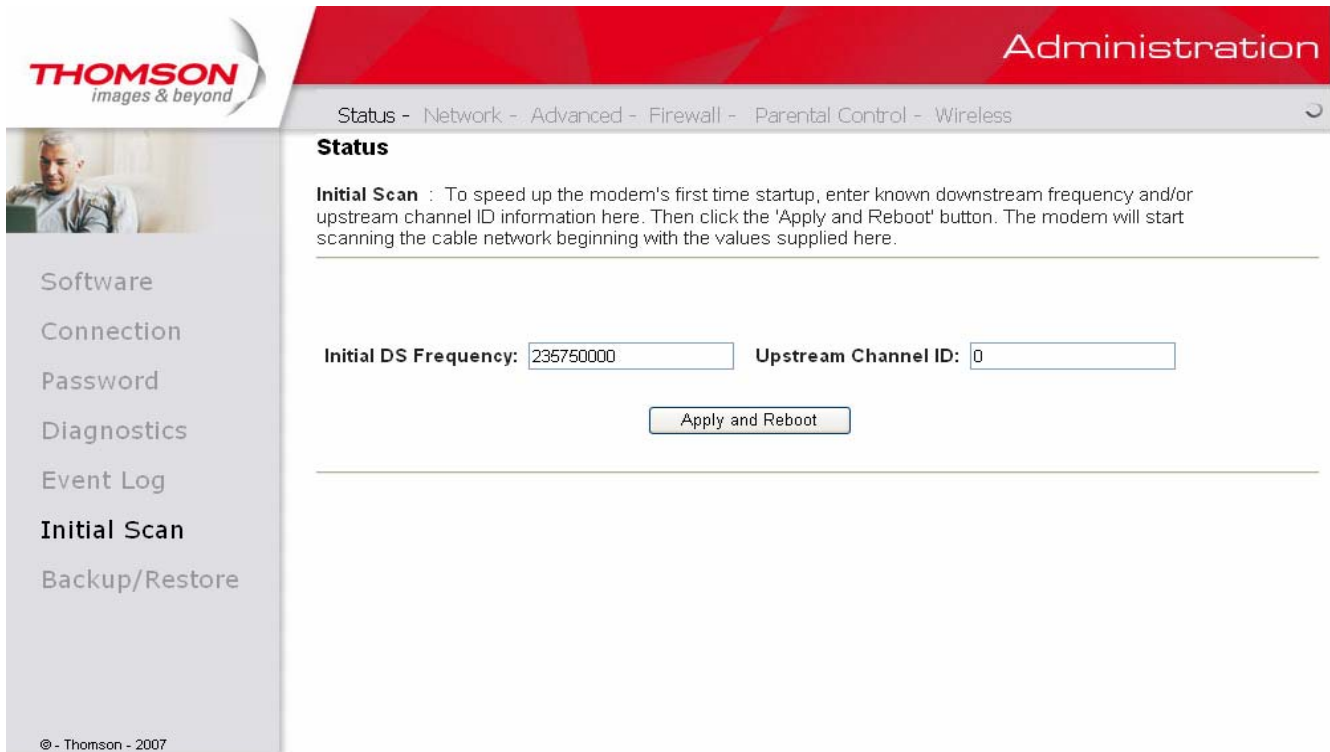 THOMSON
images & beyond
Administration
Status - Network - Advanced - Firewall - Parental Control - Wireless
Status
Initial Scan : To speed up the modem's first time startup, enter known downstream frequency and/or
upstream channel ID information here. Then click the 'Apply and Reboot' button. The modem will start
scanning the cable network beginning with the values supplied here.
Software
Connection
Password
Diagnostics
Event Log
Initial Scan
Backup/Restore
Initial DS Frequency: 235750000 Upstream Channel ID: 0
Apply and Reboot
© - Thomson - 2007